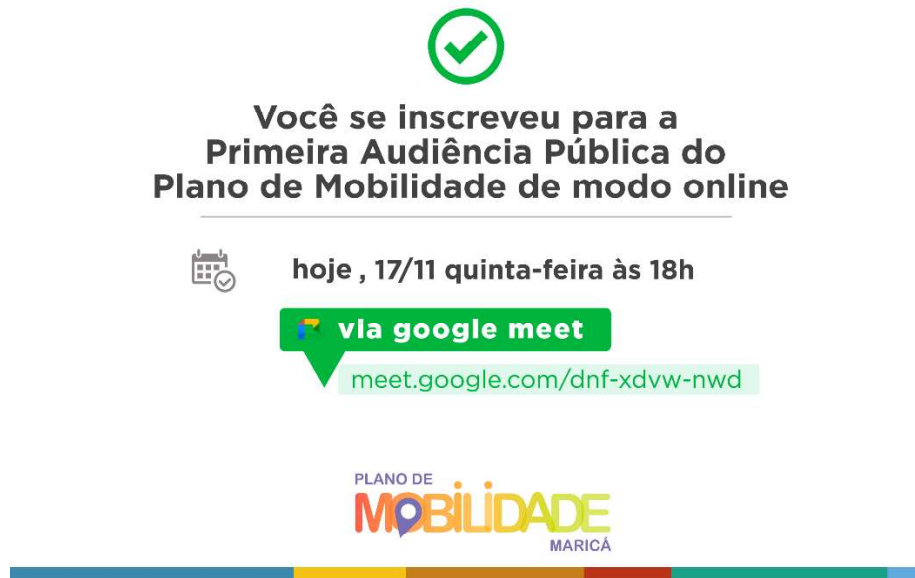 Você se inscreveu para a
Primeira Audiência Pública do
Plano de Mobilidade de modo online
hoje , 17/11 quinta-feira às 18h
via google meet
meet.google.com/dnf-xdvw-nwd
PLANO DE
MOBILIDADE
MARICÁ